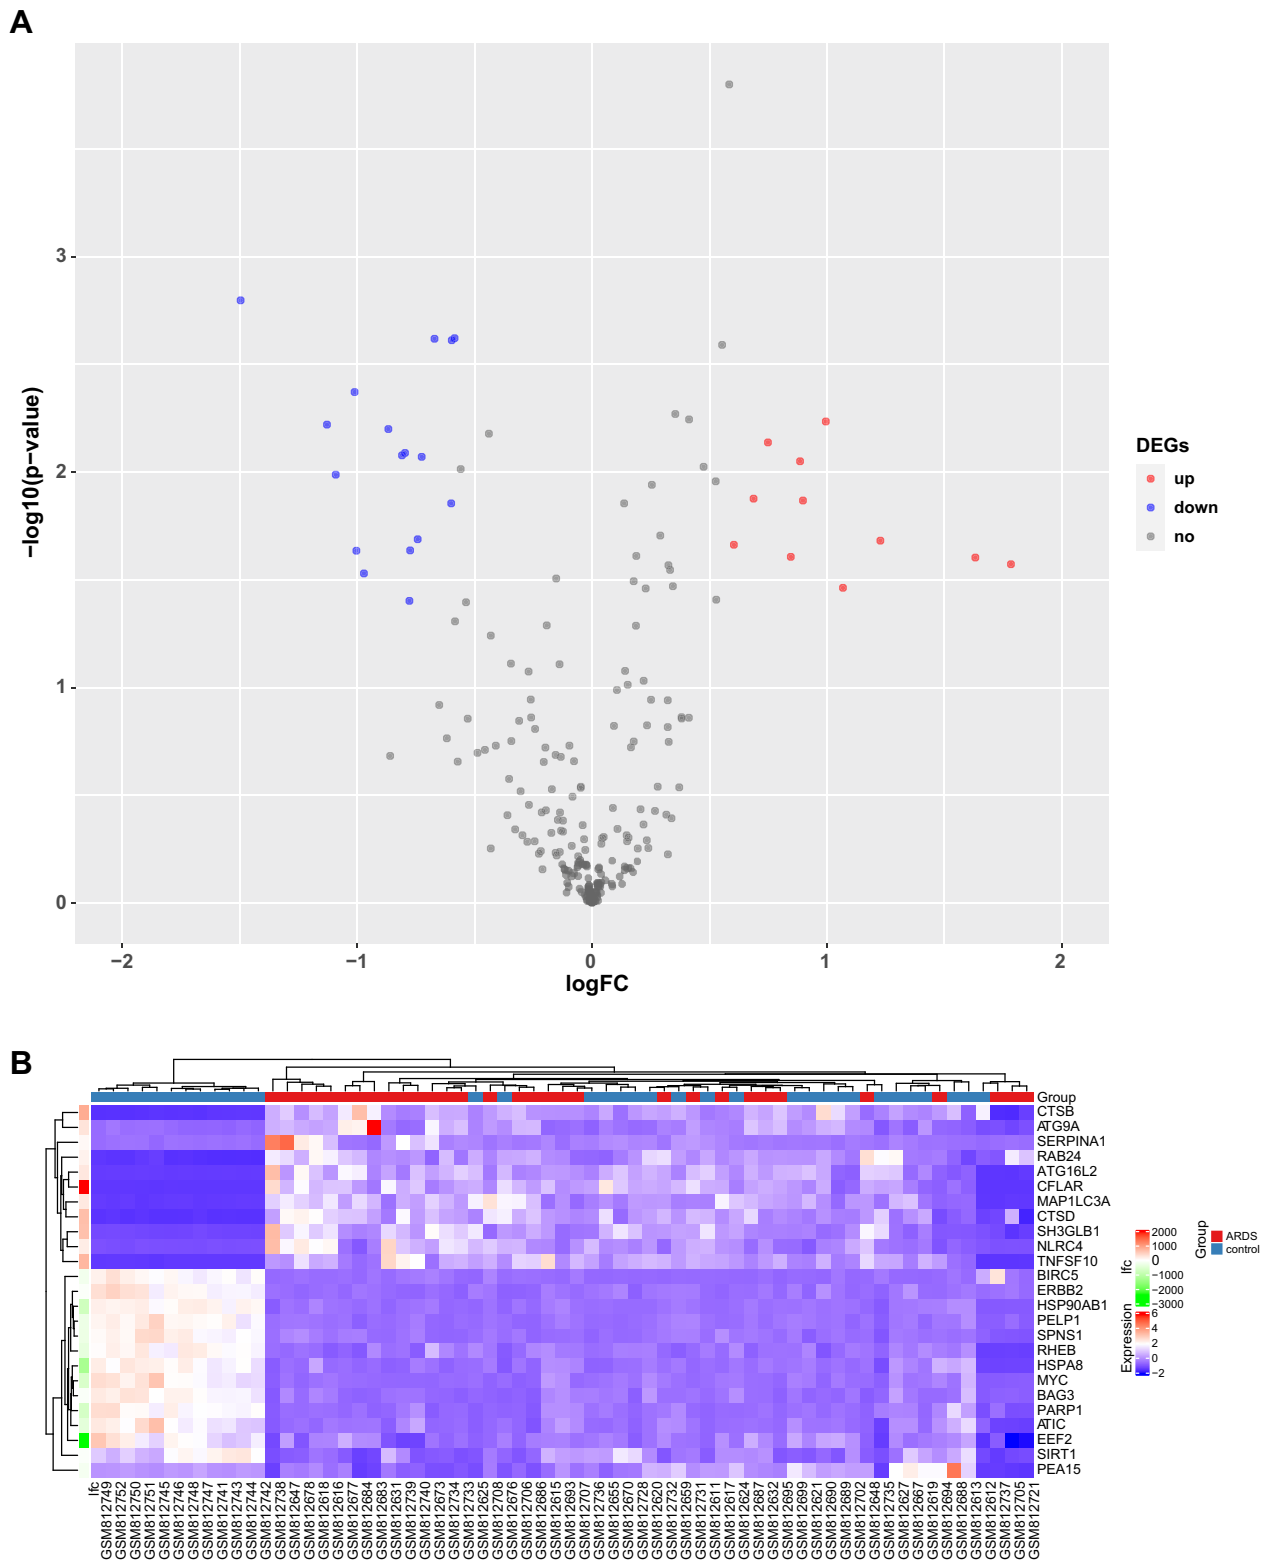 A
3
2
1
0
−log10(p−value)
−2
−1
0
1
2
logFC
DEGs
up
down
no
B
Group
CTSB
ATG9A
SERPINA1
RAB24
ATG16L2
CFLAR
MAP1LC3A
CTSD
SH3GLB1
NLRC4
TNFSF10
BIRC5
ERBB2
HSP90AB1
PELP1
SPNS1
RHEB
HSPA8
MYC
BAG3
PARP1
ATIC
EEF2
SIRT1
PEA15
lfc
2000
1000
0
−1000
−2000
−3000
Expression
6
4
2
0
−2
Group
ARDS
control
lfc
GSM812749
GSM812752
GSM812750
GSM812751
GSM812745
GSM812746
GSM812748
GSM812747
GSM812741
GSM812743
GSM812744
GSM812742
GSM812738
GSM812647
GSM812678
GSM812618
GSM812616
GSM812677
GSM812684
GSM812683
GSM812631
GSM812739
GSM812740
GSM812673
GSM812734
GSM812733
GSM812625
GSM812708
GSM812676
GSM812706
GSM812686
GSM812615
GSM812693
GSM812707
GSM812736
GSM812655
GSM812670
GSM812728
GSM812620
GSM812732
GSM812659
GSM812731
GSM812611
GSM812617
GSM812624
GSM812687
GSM812632
GSM812695
GSM812699
GSM812621
GSM812690
GSM812689
GSM812702
GSM812648
GSM812735
GSM812627
GSM812667
GSM812619
GSM812694
GSM812688
GSM812613
GSM812612
GSM812737
GSM812705
GSM812721